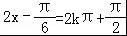 2x − π/6 = 2kπ + π/2